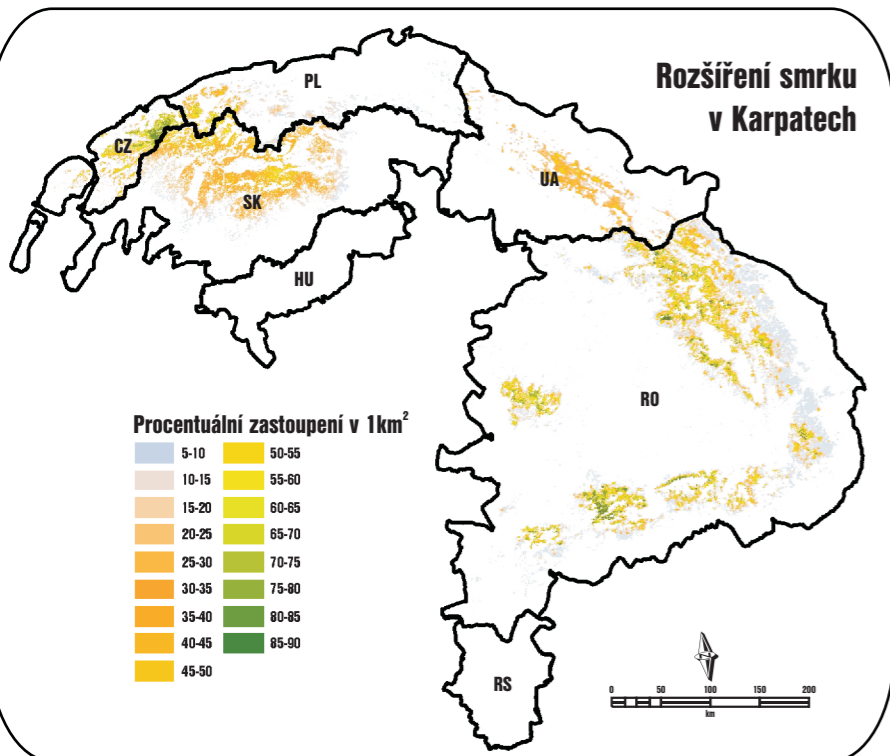 Rozšíření smrku
v Karpatech
PL
CZ
SK
UA
HU
RO
RS
Procentuální zastoupení v 1km²
5-10
10-15
15-20
20-25
25-30
30-35
35-40
40-45
45-50
50-55
55-60
60-65
65-70
70-75
75-80
80-85
85-90
0 50 100 150 200
km